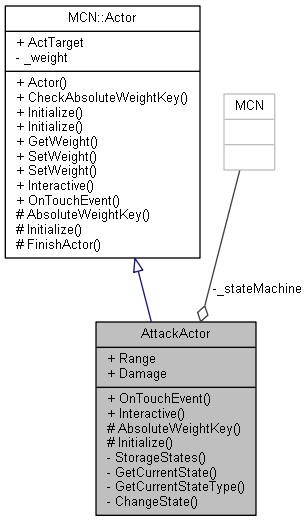 MCN::Actor
+ ActTarget
- _weight
+ Actor()
+ CheckAbsoluteWeightKey()
+ Initialize()
+ Initialize()
+ GetWeight()
+ SetWeight()
+ SetWeight()
+ Interactive()
+ OnTouchEvent()
# AbsoluteWeightKey()
# Initialize()
# FinishActor()
MCN
-_stateMachine
AttackActor
+ Range
+ Damage
+ OnTouchEvent()
+ Interactive()
# AbsoluteWeightKey()
# Initialize()
- StorageStates()
- GetCurrentState()
- GetCurrentStateType()
- ChangeState()